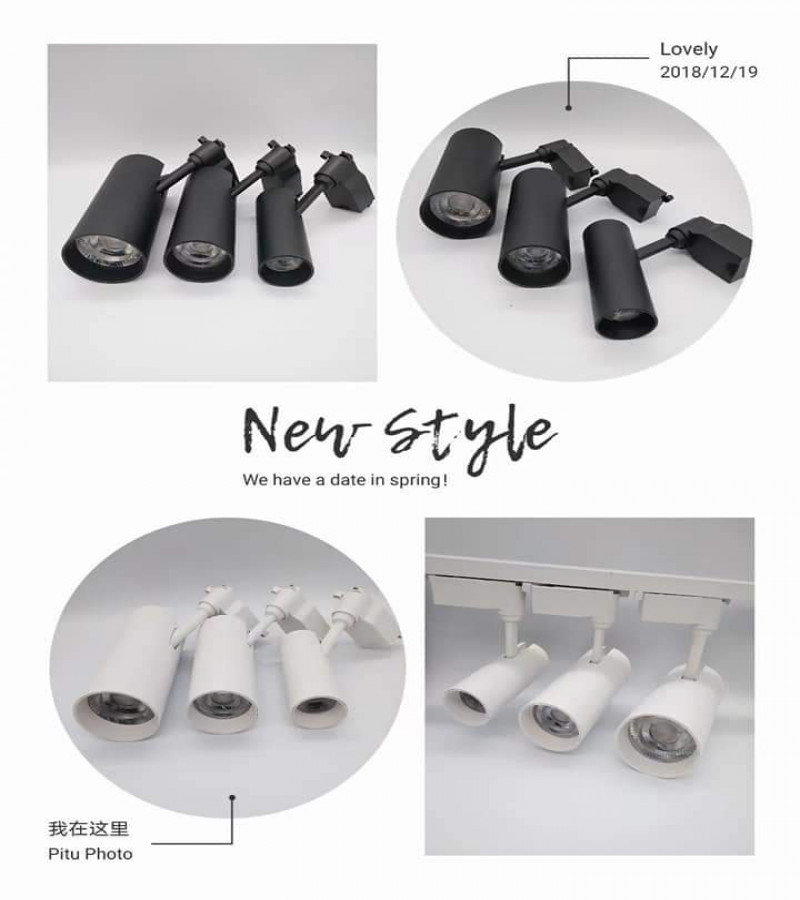 Lovely
2018/12/19
New Style
We have a date in spring!
我在这里
Pitu Photo